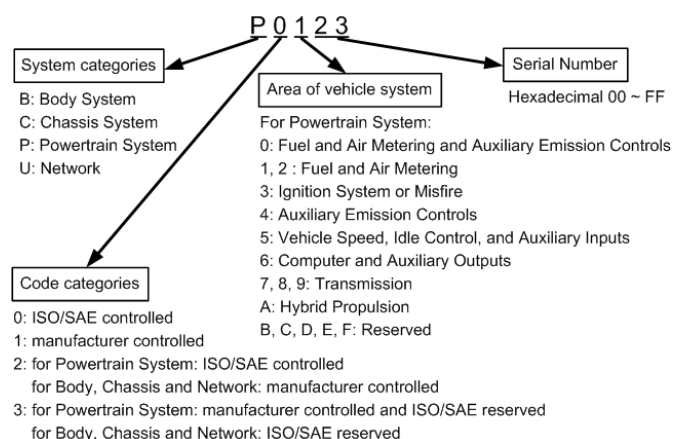 P 0 1 2 3
System categories
B: Body System
C: Chassis System
P: Powertrain System
U: Network
Area of vehicle system
For Powertrain System:
0: Fuel and Air Metering and Auxiliary Emission Controls
1, 2 : Fuel and Air Metering
3: Ignition System or Misfire
4: Auxiliary Emission Controls
5: Vehicle Speed, Idle Control, and Auxiliary Inputs
6: Computer and Auxiliary Outputs
7, 8, 9: Transmission
A: Hybrid Propulsion
B, C, D, E, F: Reserved
Serial Number
Hexadecimal 00 ~ FF
Code categories
0: ISO/SAE controlled
1: manufacturer controlled
2: for Powertrain System: ISO/SAE controlled
for Body, Chassis and Network: manufacturer controlled
3: for Powertrain System: manufacturer controlled and ISO/SAE reserved
for Body, Chassis and Network: ISO/SAE reserved